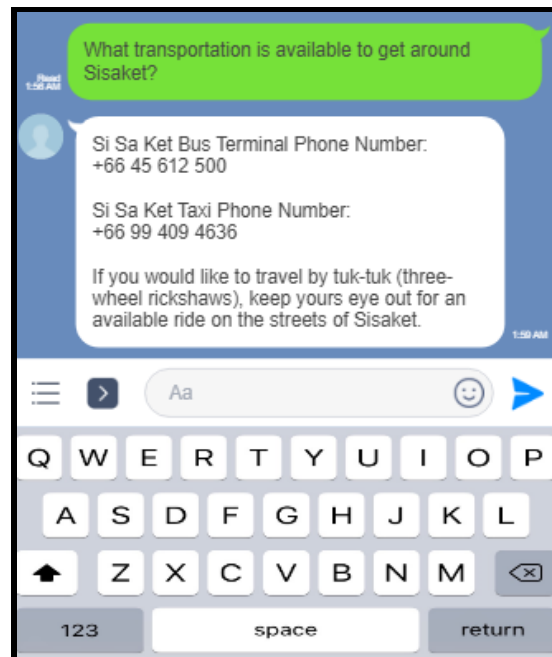 What transportation is available to get around
Sisaket?
Read
1:56 AM
Si Sa Ket Bus Terminal Phone Number:
+66 45 612 500
Si Sa Ket Taxi Phone Number:
+66 99 409 4636
If you would like to travel by tuk-tuk (three-
wheel rickshaws), keep yours eye out for an
available ride on the streets of Sisaket.
1:59 AM
Aa
Q W E R T Y U I O P
A S D F G H J K L
Z X C V B N M
123 space return